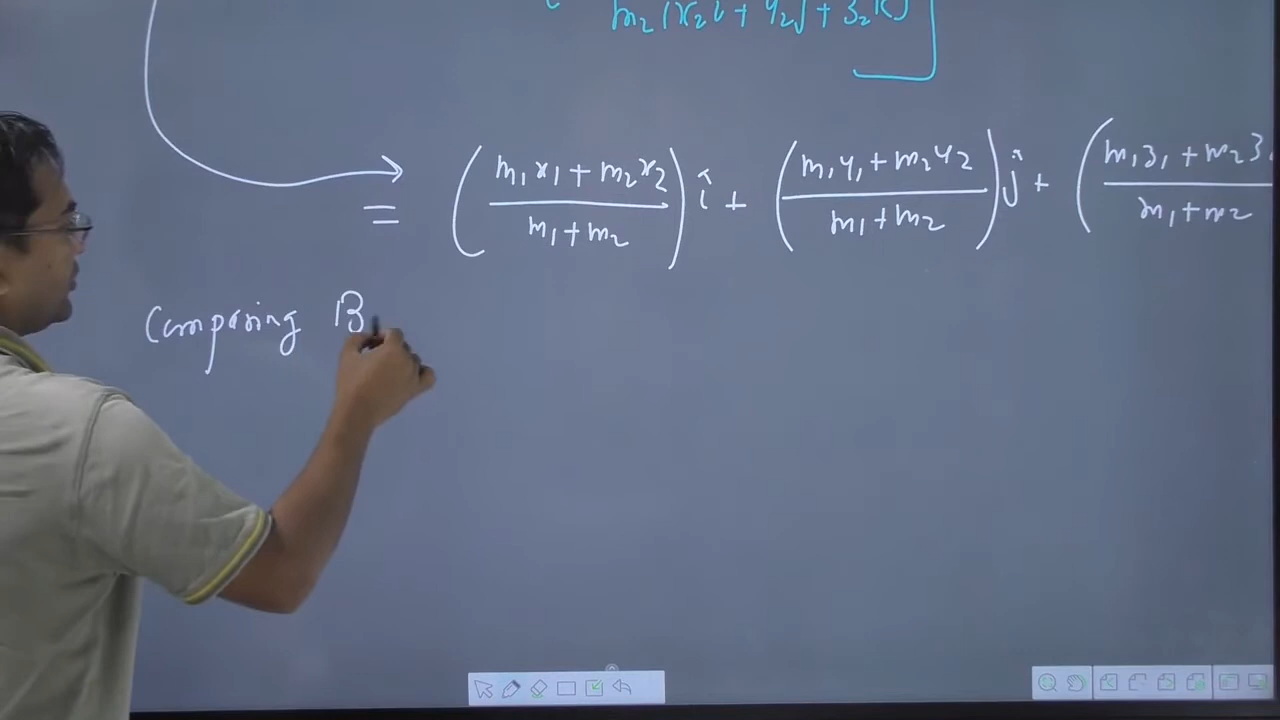 m₂(x₂î + y₂ĵ + z₂k̂)
= (m₁x₁ + m₂x₂ / m₁ + m₂) î + (m₁y₁ + m₂y₂ / m₁ + m₂) ĵ + (m₁z₁ + m₂z₂ / m₁ + m₂
Comparing B